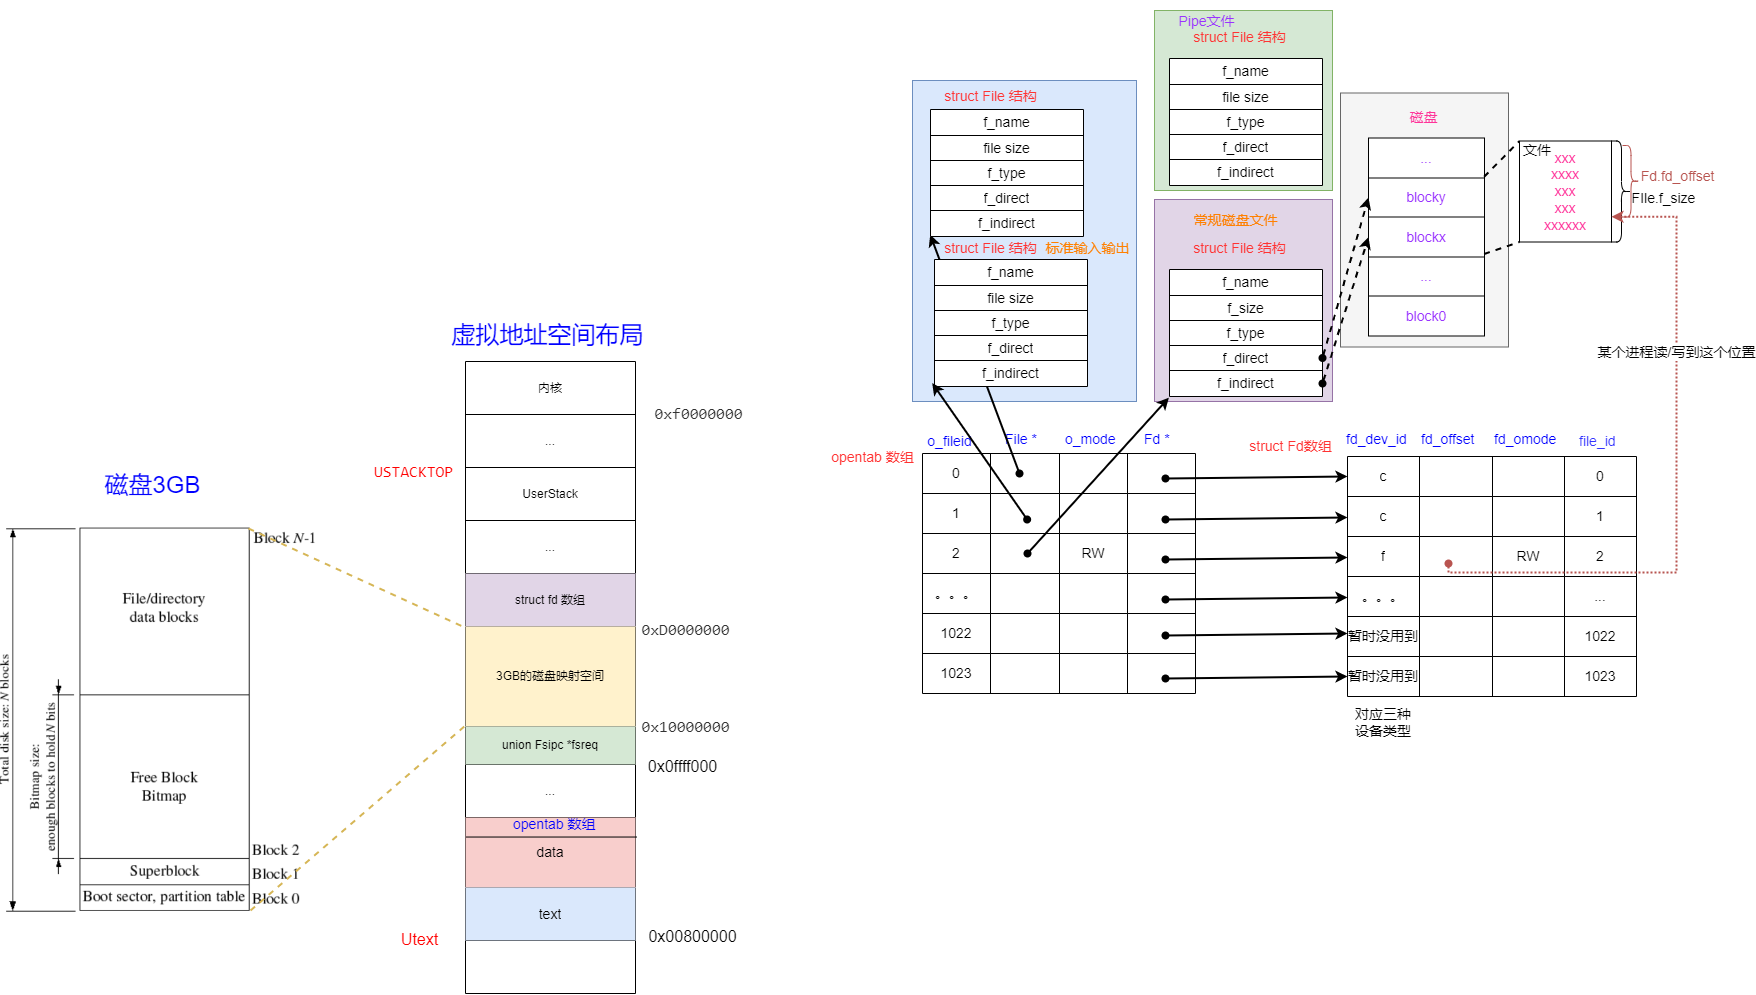 磁盘3GB
Block N-1
File/directory
data blocks
Total disk size: N blocks
Bitmap size:
enough blocks to hold N bits
Free Block
Bitmap
Block 2
Superblock
Block 1
Boot sector, partition table
Block 0
虚拟地址空间布局
内核
0xf0000000
...
USTACKTOP
UserStack
...
struct fd 数组
0xD0000000
3GB的磁盘映射空间
0x10000000
union Fsipc *fsreq
0x0ffff000
...
opentab 数组
data
text
Utext
0x00800000
struct File 结构
f_name
file size
f_type
f_direct
f_indirect
struct File 结构
标准输入输出
f_name
file size
f_type
f_direct
f_indirect
Pipe文件
struct File 结构
f_name
file size
f_type
f_direct
f_indirect
常规磁盘文件
struct File 结构
f_name
f_size
f_type
f_direct
f_indirect
磁盘
...
blocky
blockx
...
block0
文件
xxx
xxxx
xxx
xxx
xxxxxx
Fd.fd_offset
FIle.f_size
某个进程读/写到这个位置
opentab 数组
o_fileid File * o_mode Fd *
0
1
2 RW
。。。
1022
1023
struct Fd数组
fd_dev_id fd_offset fd_omode file_id
c 0
c 1
f RW 2
。。。 ...
暂时没用到 1022
暂时没用到 1023
对应三种
设备类型